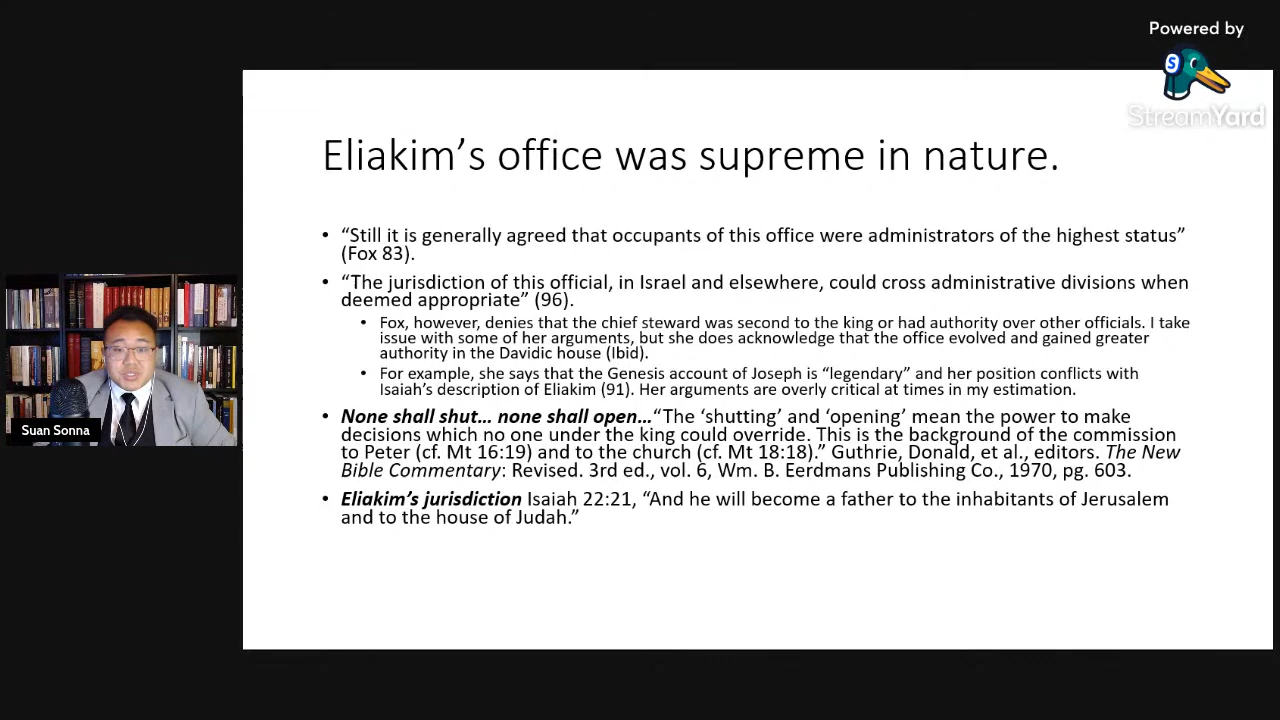 Powered by
StreamYard
Eliakim’s office was supreme in nature.
• “Still it is generally agreed that occupants of this office were administrators of the highest status”
(Fox 83).
• “The jurisdiction of this official, in Israel and elsewhere, could cross administrative divisions when
deemed appropriate” (96).
• Fox, however, denies that the chief steward was second to the king or had authority over other officials. I take
issue with some of her arguments, but she does acknowledge that the office evolved and gained greater
authority in the Davidic house (Ibid).
• For example, she says that the Genesis account of Joseph is “legendary” and her position conflicts with
Isaiah’s description of Eliakim (91). Her arguments are overly critical at times in my estimation.
• None shall shut… none shall open…“The ‘shutting’ and ‘opening’ mean the power to make
decisions which no one under the king could override. This is the background of the commission
to Peter (cf. Mt 16:19) and to the church (cf. Mt 18:18).” Guthrie, Donald, et al., editors. The New
Bible Commentary: Revised. 3rd ed., vol. 6, Wm. B. Eerdmans Publishing Co., 1970, pg. 603.
• Eliakim’s jurisdiction Isaiah 22:21, “And he will become a father to the inhabitants of Jerusalem
and to the house of Judah.”
Suan Sonna